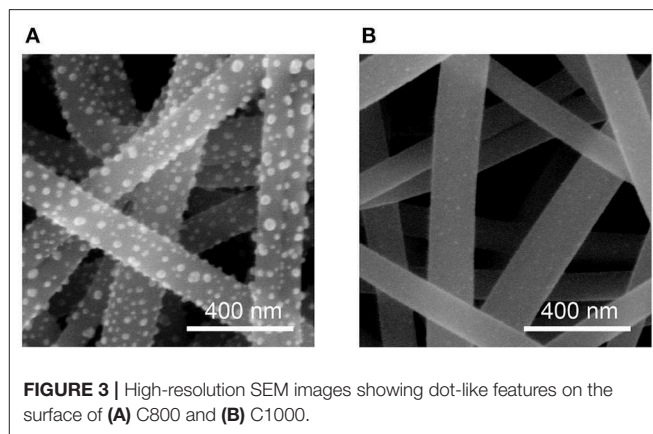 A
B
400 nm
400 nm
FIGURE 3 | High-resolution SEM images showing dot-like features on the
surface of (A) C800 and (B) C1000.